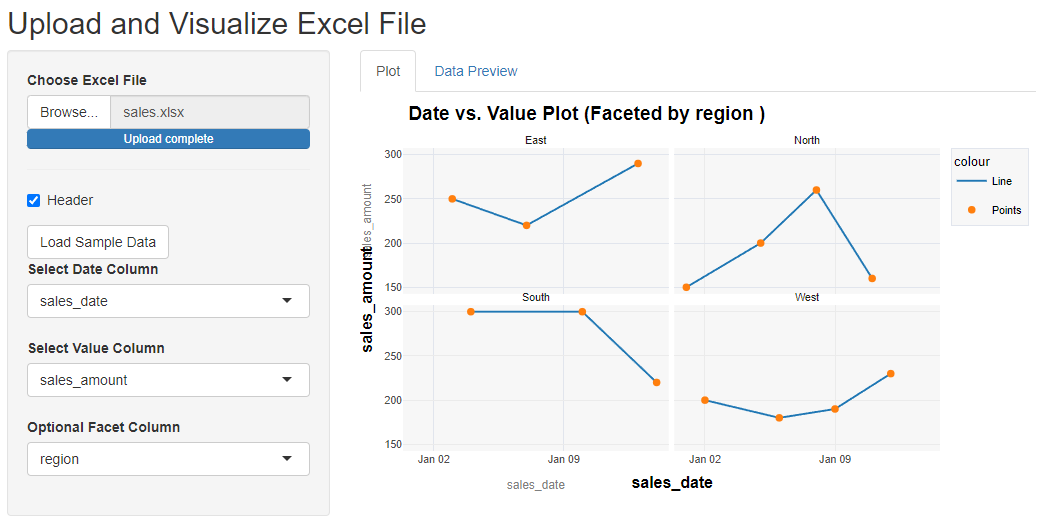 Upload and Visualize Excel File
Choose Excel File
Browse... sales.xlsx
Upload complete
Header
Load Sample Data
Select Date Column
sales_date
Select Value Column
sales_amount
Optional Facet Column
region
Plot Data Preview
Date vs. Value Plot (Faceted by region )
East North
300
250
200
150
sales_amount
sales_amount
South West
300
250
200
150
Jan 02 Jan 09 Jan 02 Jan 09
sales_date sales_date
colour
Line
Points